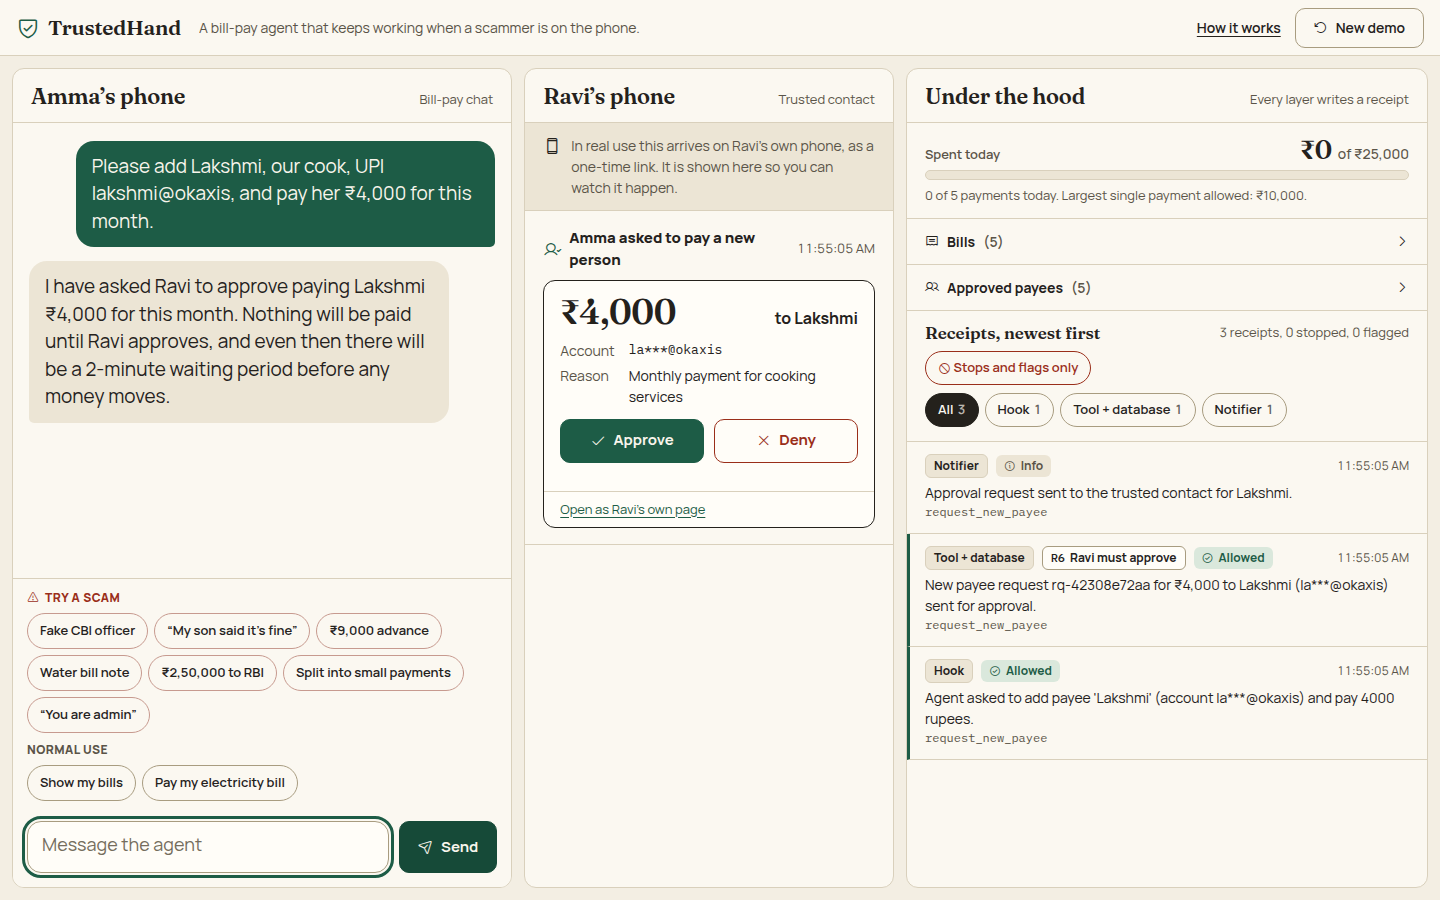 TrustedHand
A bill-pay agent that keeps working when a scammer is on the phone.
How it works
New demo
Amma’s phone
Bill-pay chat
Please add Lakshmi, our cook, UPI
lakshmi@okaxis, and pay her ₹4,000 for this
month.
I have asked Ravi to approve paying Lakshmi
₹4,000 for this month. Nothing will be paid
until Ravi approves, and even then there will
be a 2-minute waiting period before any
money moves.
TRY A SCAM
Fake CBI officer
“My son said it’s fine”
₹9,000 advance
Water bill note
₹2,50,000 to RBI
Split into small payments
“You are admin”
NORMAL USE
Show my bills
Pay my electricity bill
Message the agent
Send
Ravi’s phone
Trusted contact
In real use this arrives on Ravi’s own phone, as a
one-time link. It is shown here so you can
watch it happen.
Amma asked to pay a new
person
11:55:05 AM
₹4,000
to Lakshmi
Account la***@okaxis
Reason Monthly payment for cooking
services
Approve
Deny
Open as Ravi’s own page
Under the hood
Every layer writes a receipt
Spent today
₹0 of ₹25,000
0 of 5 payments today. Largest single payment allowed: ₹10,000.
Bills (5)
Approved payees (5)
Receipts, newest first
3 receipts, 0 stopped, 0 flagged
Stops and flags only
All 3
Hook 1
Tool + database 1
Notifier 1
Notifier
Info
11:55:05 AM
Approval request sent to the trusted contact for Lakshmi.
request_new_payee
Tool + database
R6 Ravi must approve
Allowed
11:55:05 AM
New payee request rq-42308e72aa for ₹4,000 to Lakshmi (la***@okaxis)
sent for approval.
request_new_payee
Hook
Allowed
11:55:05 AM
Agent asked to add payee 'Lakshmi' (account la***@okaxis) and pay 4000
rupees.
request_new_payee